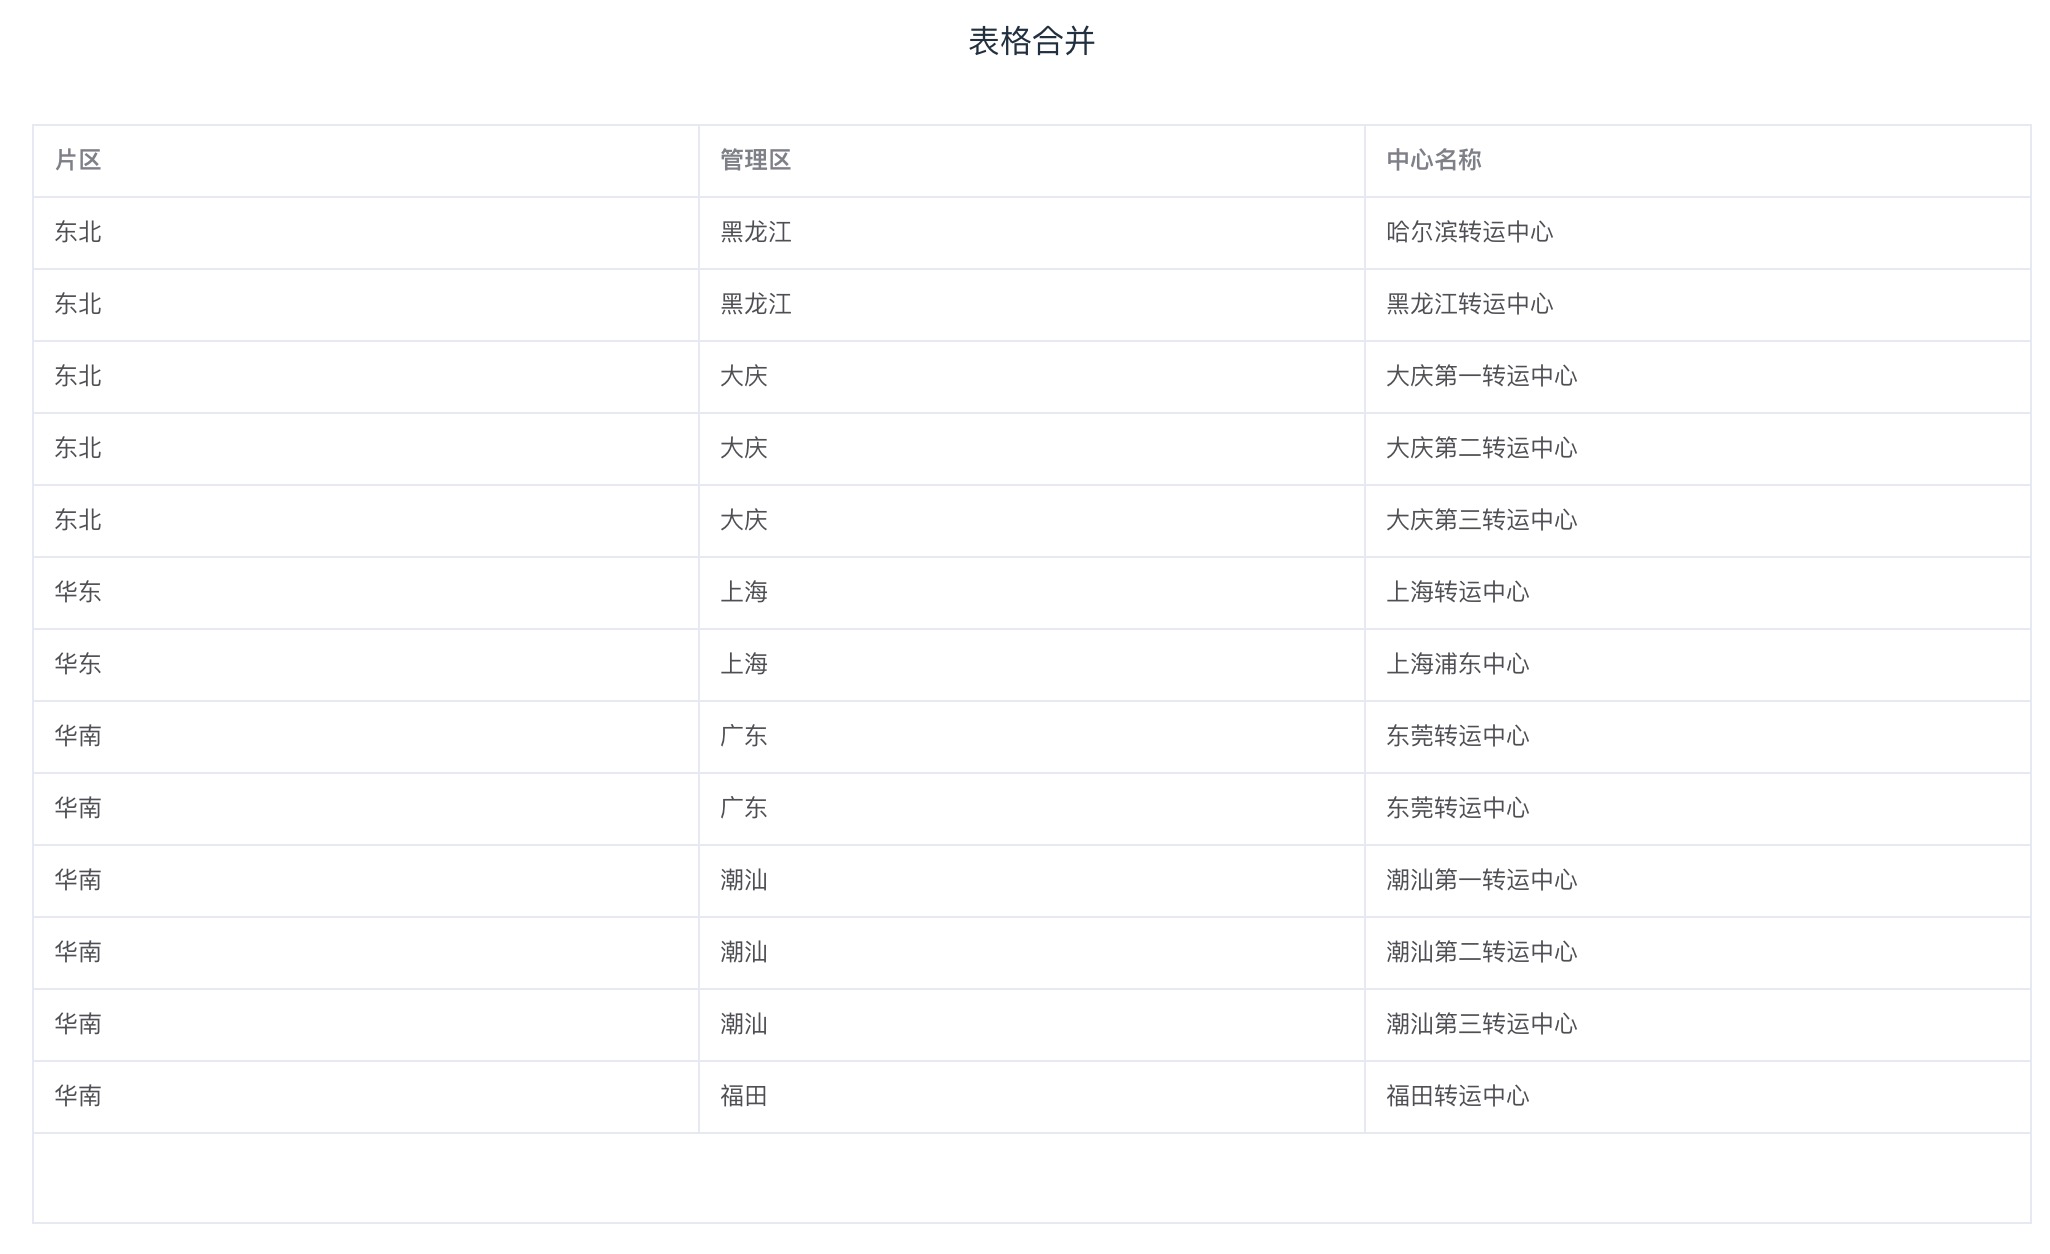 表格合并
片区 管理区 中心名称
东北 黑龙江 哈尔滨转运中心
东北 黑龙江 黑龙江转运中心
东北 大庆 大庆第一转运中心
东北 大庆 大庆第二转运中心
东北 大庆 大庆第三转运中心
华东 上海 上海转运中心
华东 上海 上海浦东中心
华南 广东 东莞转运中心
华南 广东 东莞转运中心
华南 潮汕 潮汕第一转运中心
华南 潮汕 潮汕第二转运中心
华南 潮汕 潮汕第三转运中心
华南 福田 福田转运中心